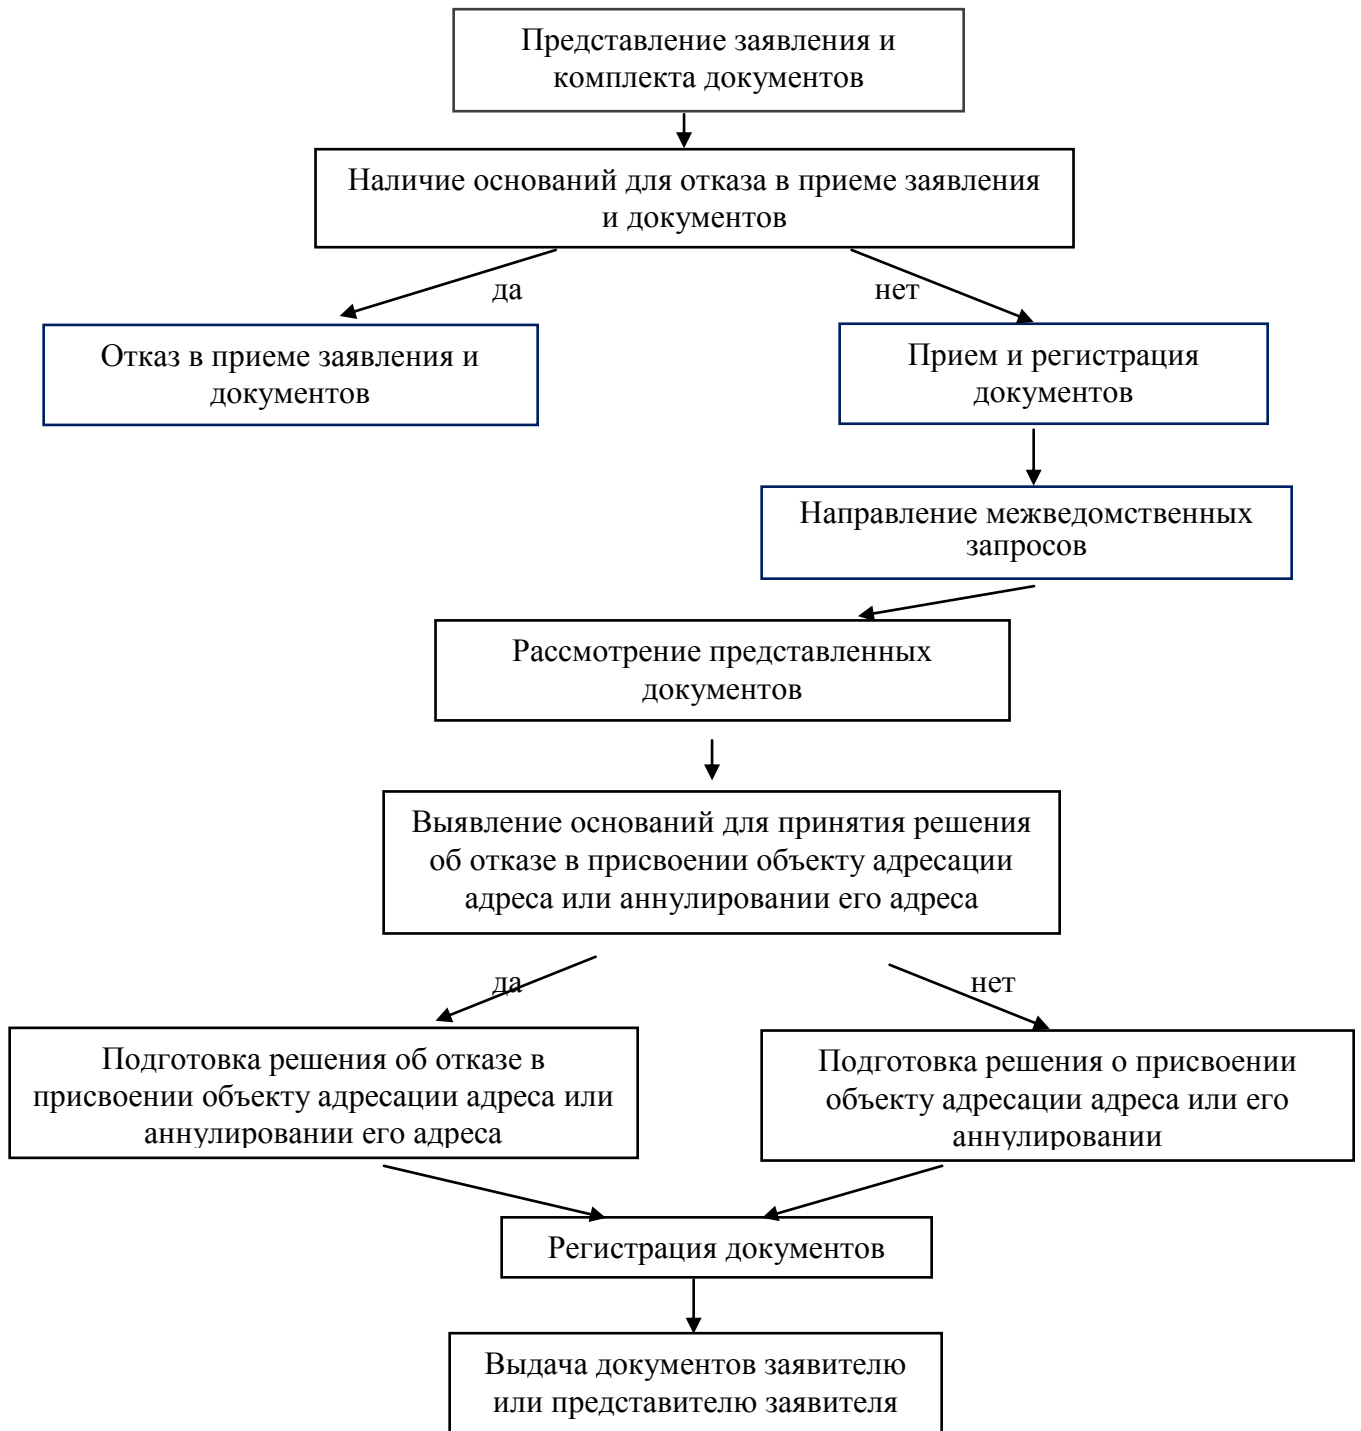 Представление заявления и
комплекта документов
Наличие оснований для отказа в приеме заявления
и документов
да
нет
Отказ в приеме заявления и
документов
Прием и регистрация
документов
Направление межведомственных
запросов
Рассмотрение представленных
документов
Выявление оснований для принятия решения
об отказе в присвоении объекту адресации
адреса или аннулировании его адреса
да
нет
Подготовка решения об отказе в
присвоении объекту адресации адреса или
аннулировании его адреса
Подготовка решения о присвоении
объекту адресации адреса или его
аннулировании
Регистрация документов
Выдача документов заявителю
или представителю заявителя